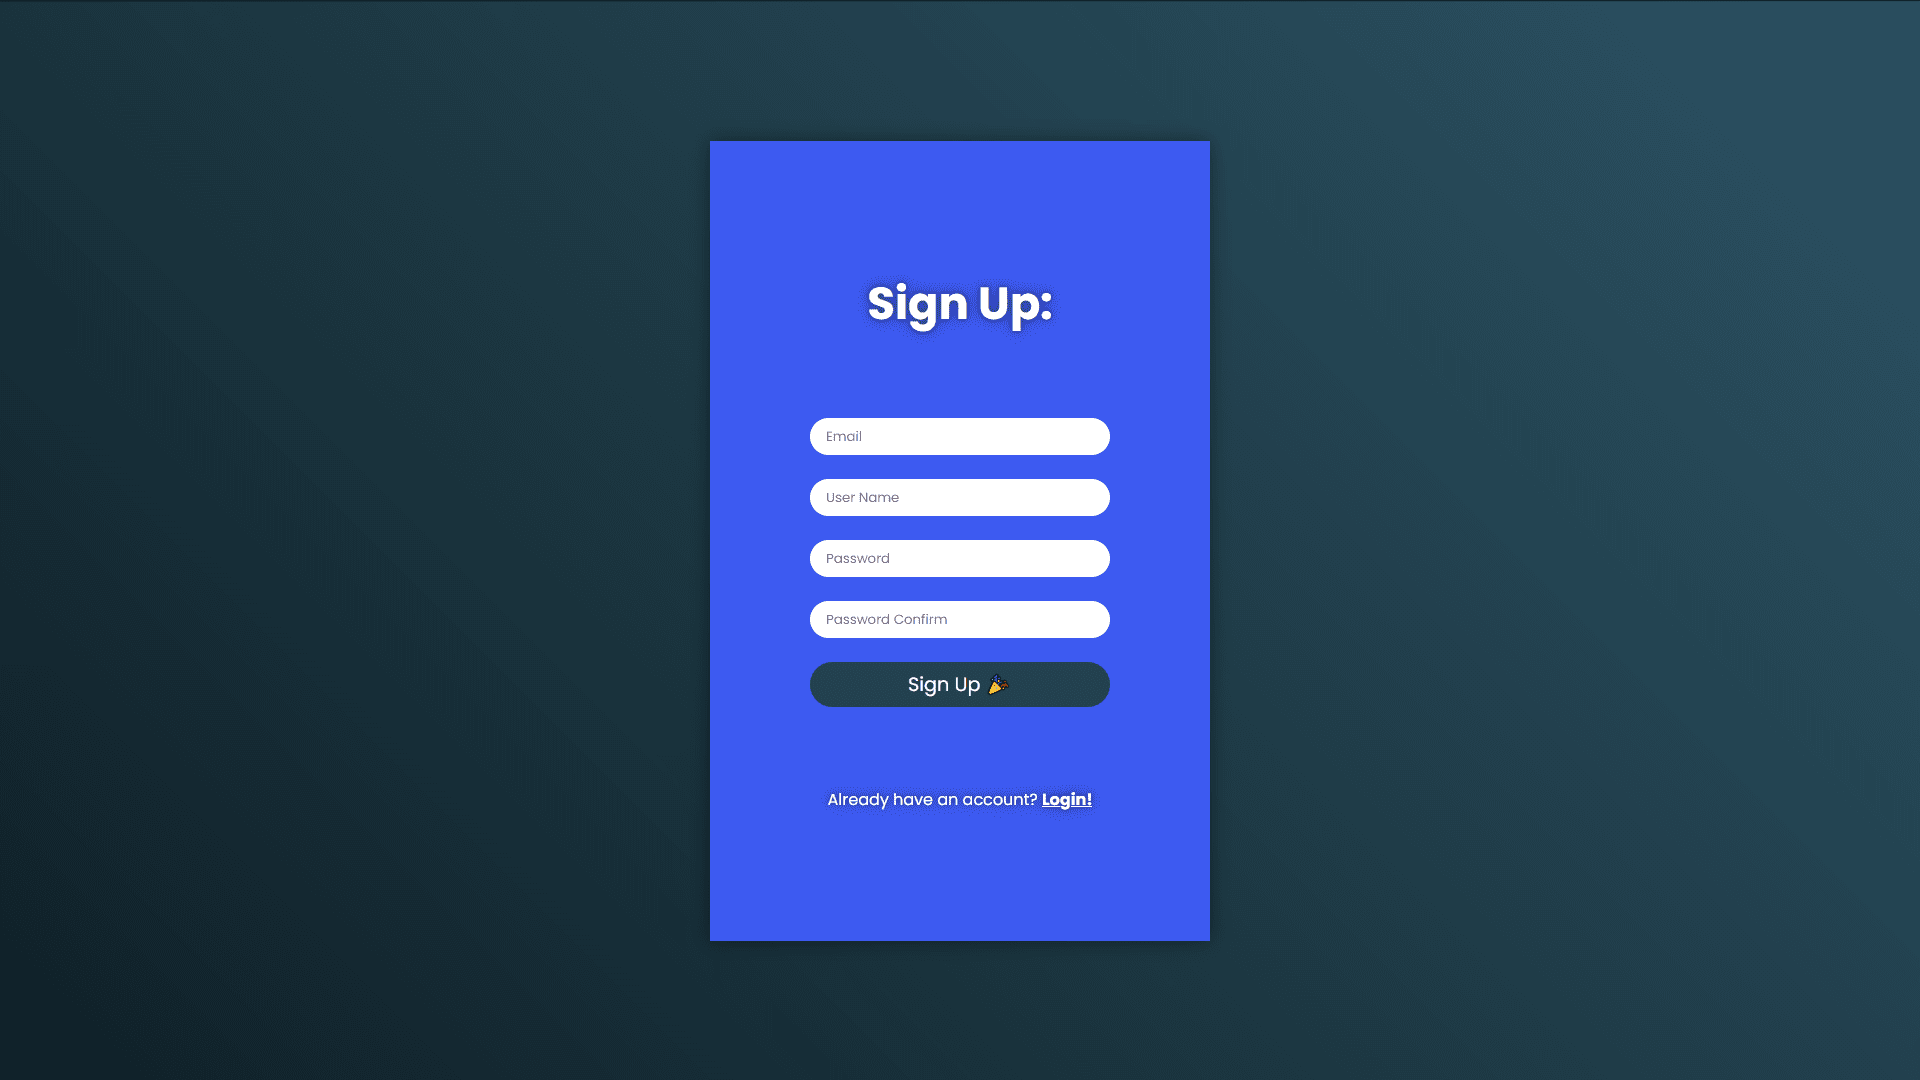 Sign Up:
Email
User Name
Password
Password Confirm
Sign Up 🎉
Already have an account? Login!